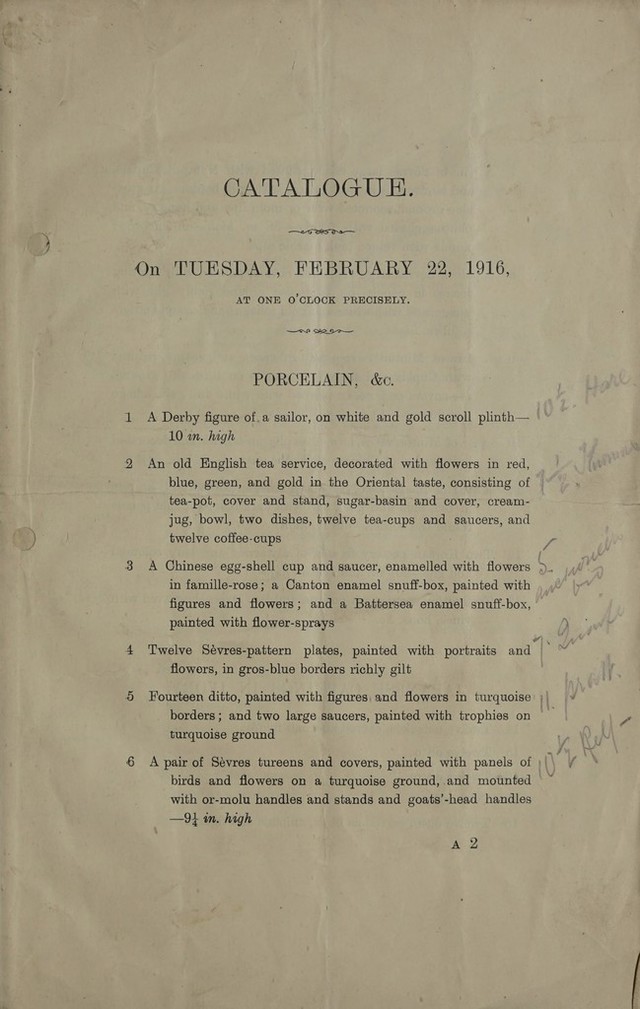 CATALOGUE.
On TUESDAY, FEBRUARY 22, 1916,
AT ONE O'CLOCK PRECISELY.
PORCELAIN, &c.
1 A Derby figure of a sailor, on white and gold scroll plinth—
10 in. high
2 An old English tea service, decorated with flowers in red,
blue, green, and gold in the Oriental taste, consisting of
tea-pot, cover and stand, sugar-basin and cover, cream-
jug, bowl, two dishes, twelve tea-cups and saucers, and
twelve coffee-cups
3 A Chinese egg-shell cup and saucer, enamelled with flowers
in famille-rose; a Canton enamel snuff-box, painted with
figures and flowers; and a Battersea enamel snuff-box,
painted with flower-sprays
4 Twelve Sévres-pattern plates, painted with portraits and
flowers, in gros-blue borders richly gilt
5 Fourteen ditto, painted with figures and flowers in turquoise
borders; and two large saucers, painted with trophies on
turquoise ground
6 A pair of Sévres tureens and covers, painted with panels of
birds and flowers on a turquoise ground, and mounted
with or-molu handles and stands and goats'-head handles
in. high
A 2